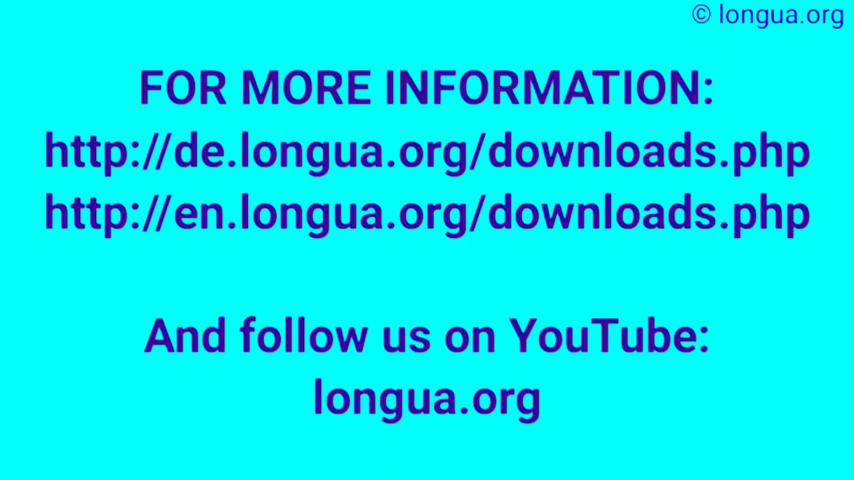 © longua.org
FOR MORE INFORMATION:
http://de.longua.org/downloads.php
http://en.longua.org/downloads.php
And follow us on YouTube:
longua.org